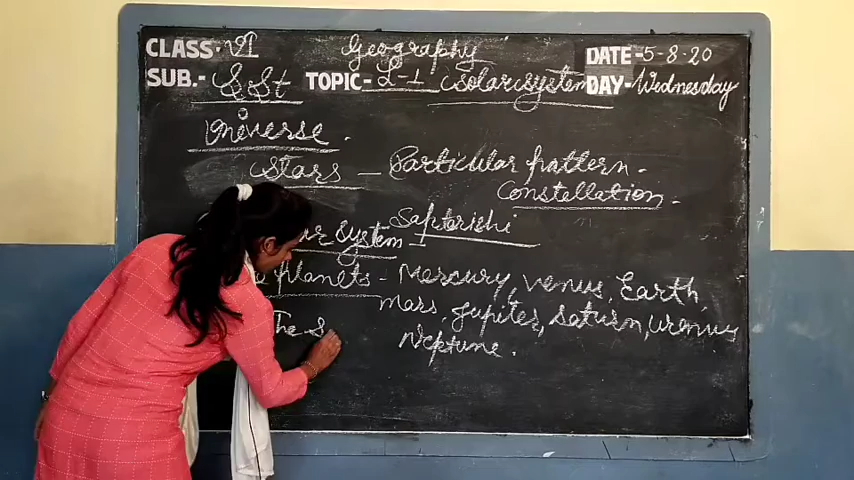 CLASS- VI Geography DATE- 5-8-20
SUB.- S.St TOPIC- L-1 Solar system DAY- Wednesday
Universe.
Stars — Particular pattern.
Constellation.
Saptarishi
system
planets - Mercury, Venus, Earth,
Mars, Jupiter, Saturn, Urenus
The S
Neptune.